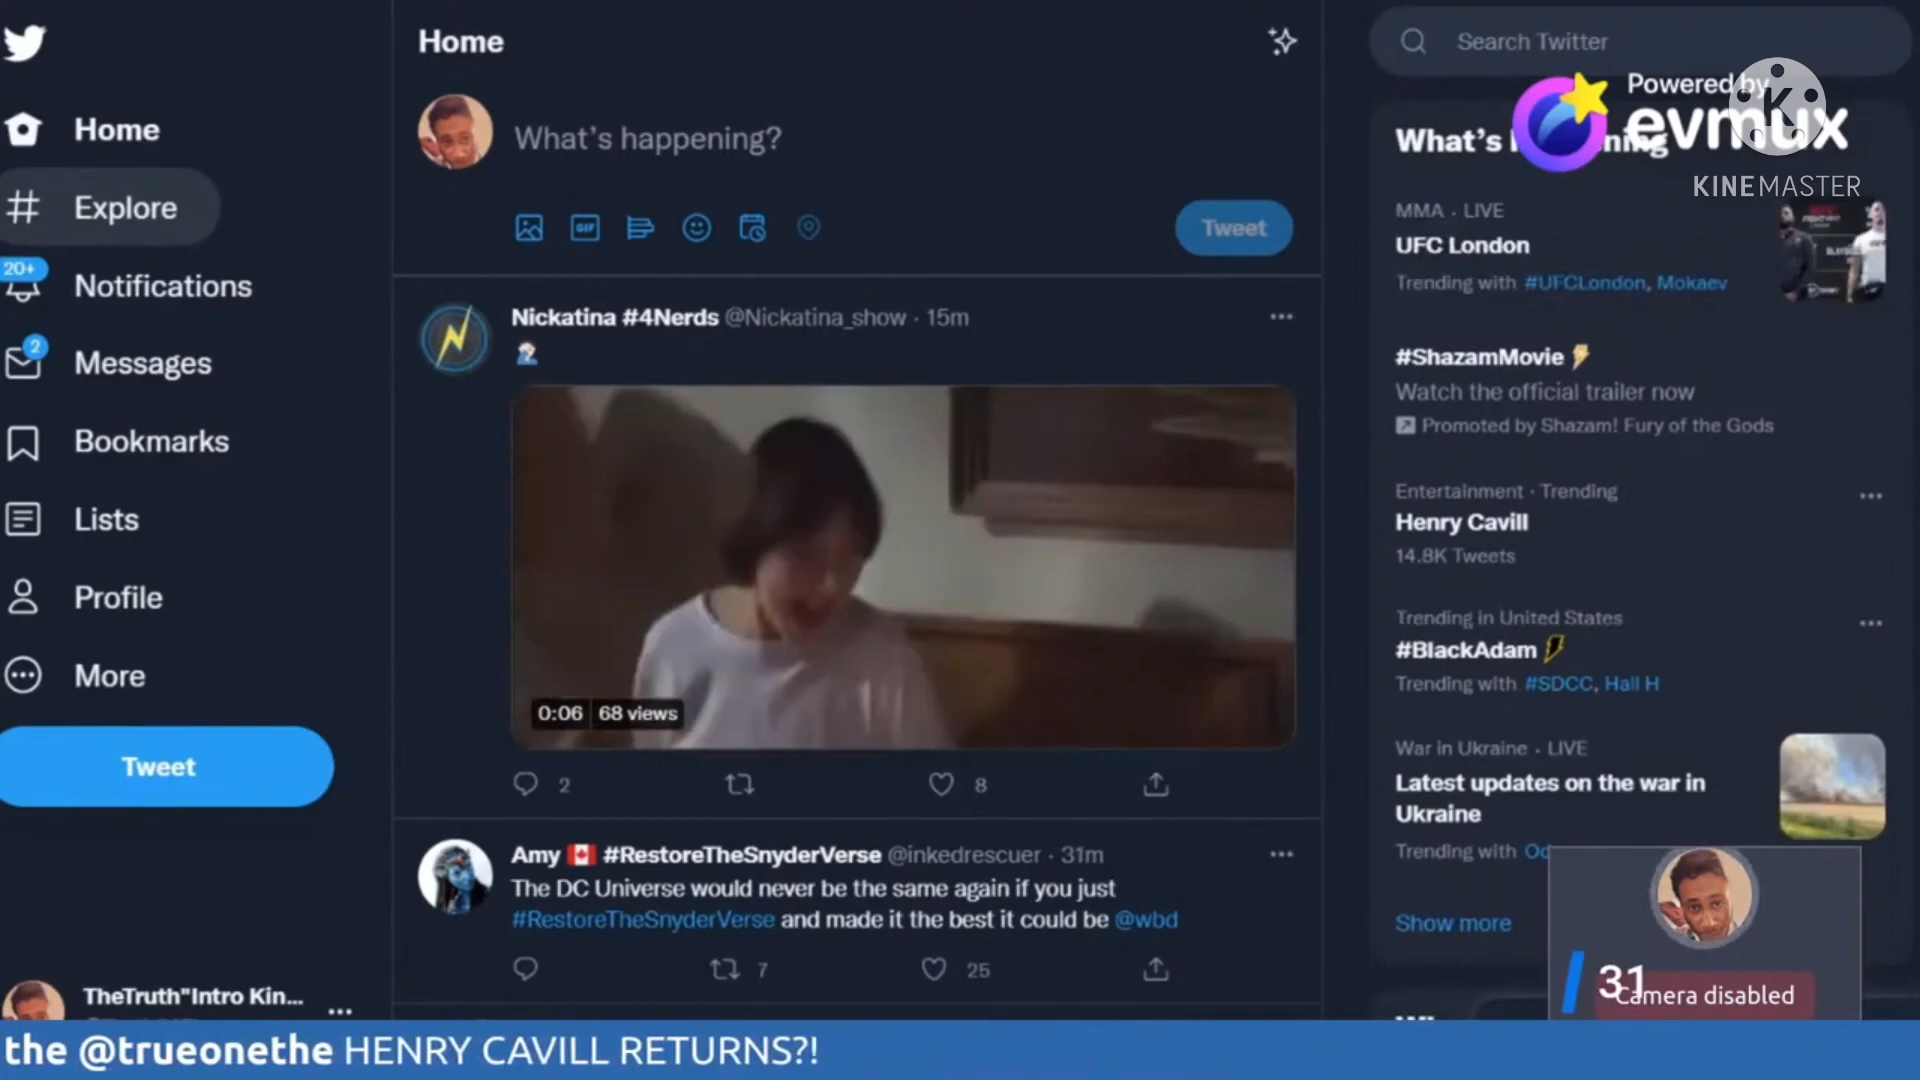 Home
Explore
20+
Notifications
2
Messages
Bookmarks
Lists
Profile
More
Tweet
TheTruth"Intro Kin...
Home
What's happening?
GIF
Tweet
Nickatina #4Nerds @Nickatina_show · 15m
0:06 68 views
2
8
Amy #RestoreTheSnyderVerse @inkedrescuer · 31m
The DC Universe would never be the same again if you just
#RestoreTheSnyderVerse and made it the best it could be @wbd
7
25
Search Twitter
Powered by
evmux
K
KINEMASTER
What's
MMA · LIVE
UFC London
Trending with #UFCLondon, Mokaev
#ShazamMovie
Watch the official trailer now
Promoted by Shazam! Fury of the Gods
Entertainment · Trending
Henry Cavill
14.8K Tweets
Trending in United States
#BlackAdam
Trending with #SDCC, Hall H
War in Ukraine · LIVE
Latest updates on the war in
Ukraine
Trending with
Show more
31
Camera disabled
the @trueonethe HENRY CAVILL RETURNS?!